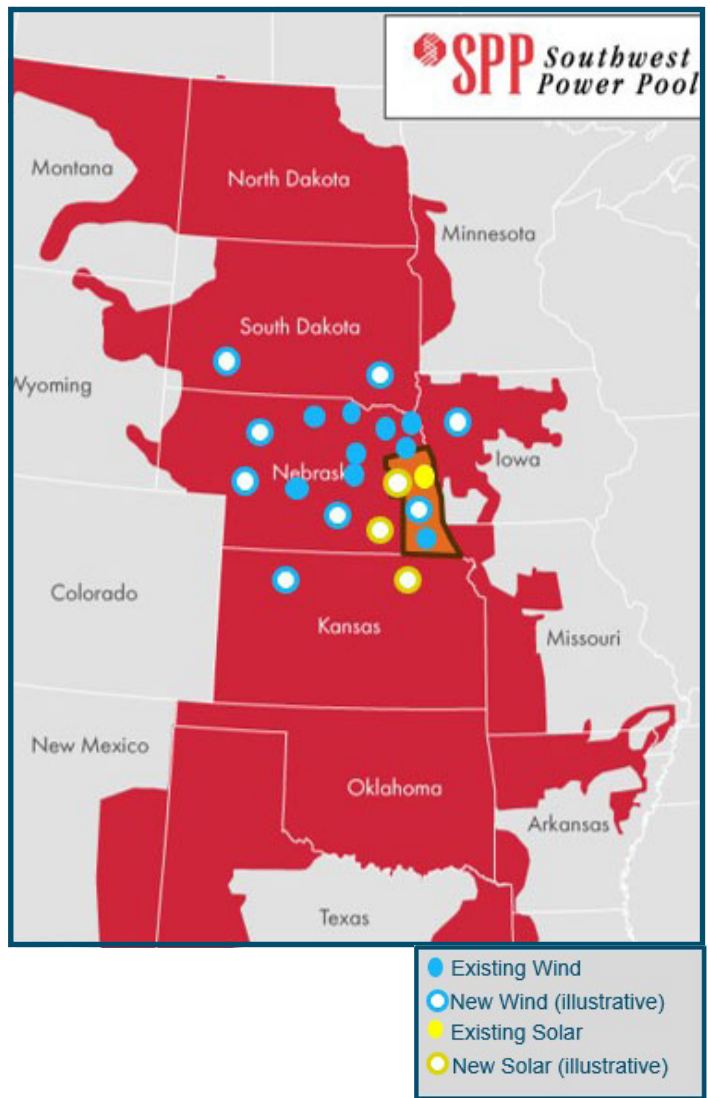 SPP Southwest
Power Pool
Montana
North Dakota
Minnesota
South Dakota
Wyoming
Iowa
Nebrask
Colorado
Kansas
Missouri
New Mexico
Oklahoma
Arkansas
Texas
Existing Wind
New Wind (illustrative)
Existing Solar
New Solar (illustrative)